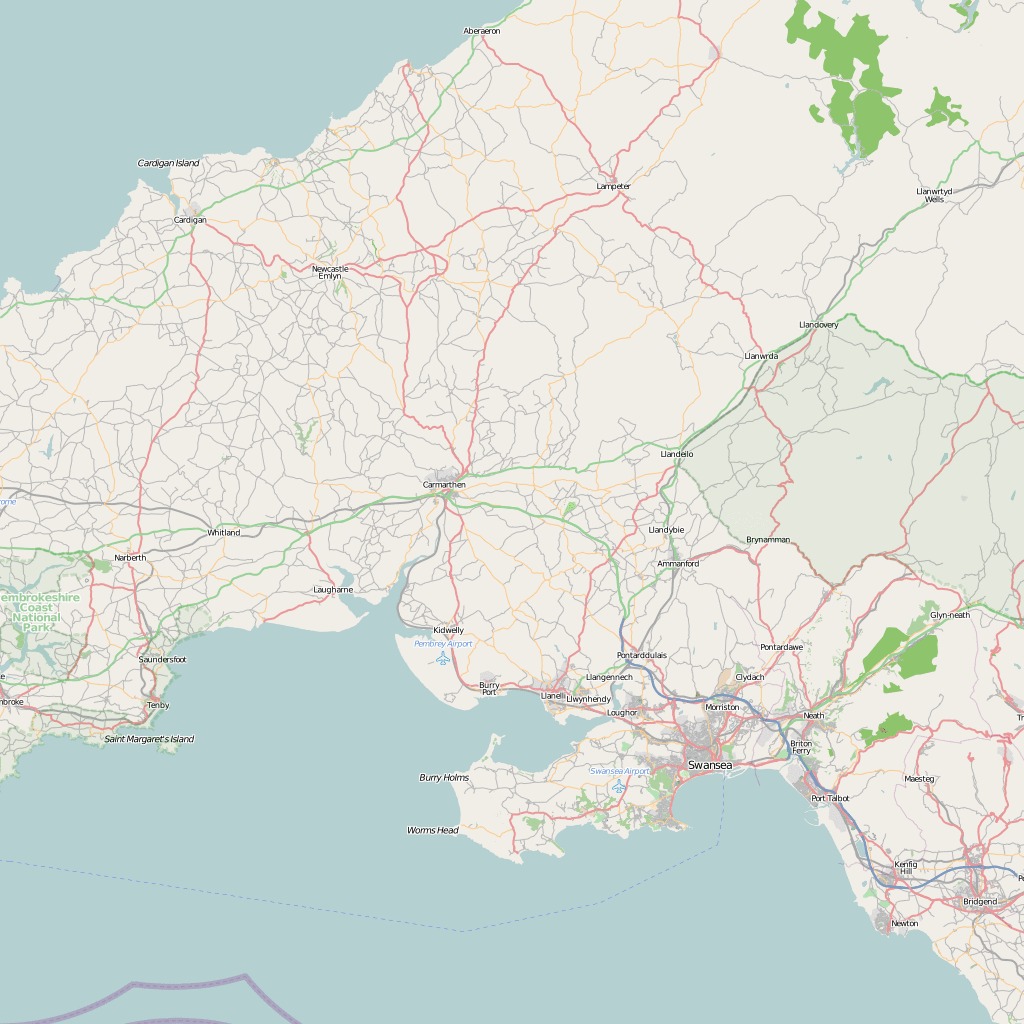 Aberaeron
Cardigan Island
Lampeter
Llanwrtyd
Wells
Cardigan
Newcastle
Emlyn
Llandovery
Llanwrda
Llandello
Carmarthen
Whitland
Llandybie
Brynamman
Narberth
Ammanford
Laugharne
embrokeshire
Coast
National
Park
Glyn-neath
Kidwelly
Pembrey Airport
Pontardawe
Saundersfoot
Pontarddulais
Llangennech
Clydach
Burry
Port
Llanelli
Llwynhendy
nbroke
Tenby
Loughor
Morriston
Neath
Saint Margaret's Island
Briton
Ferry
Swansea
Burry Holms
Swansea Airport
Maesteg
Port Talbot
Worms Head
Kenfig
Hill
Bridgend
Newton